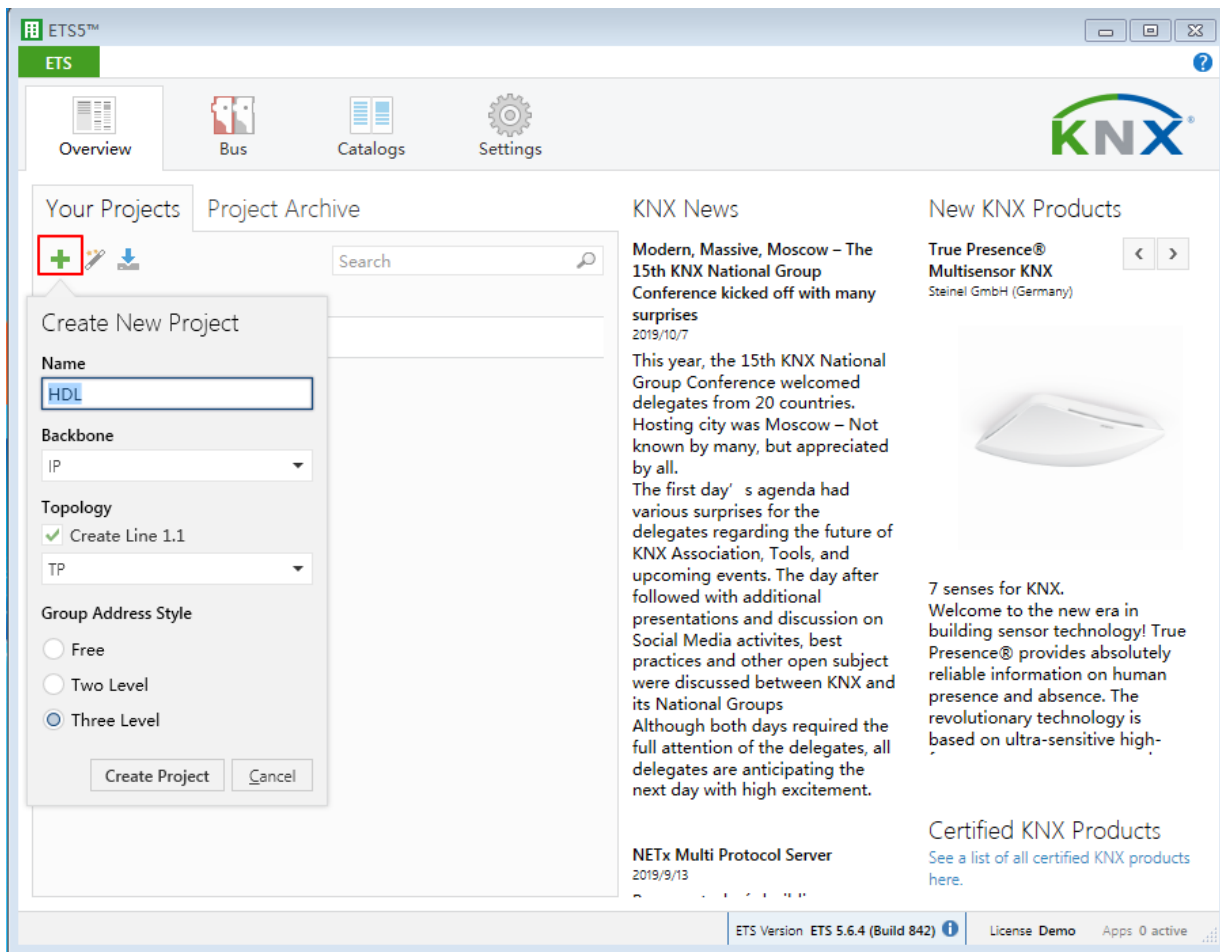 ETS5™
ETS
Overview
Bus
Catalogs
Settings
KNX®
Your Projects
Project Archive
Search
Create New Project
Name
HDL
Backbone
IP
Topology
Create Line 1.1
TP
Group Address Style
Free
Two Level
Three Level
Create Project
Cancel
KNX News
Modern, Massive, Moscow – The
15th KNX National Group
Conference kicked off with many
surprises
2019/10/7
This year, the 15th KNX National
Group Conference welcomed
delegates from 20 countries.
Hosting city was Moscow – Not
known by many, but appreciated
by all.
The first day's agenda had
various surprises for the
delegates regarding the future of
KNX Association, Tools, and
upcoming events. The day after
followed with additional
presentations and discussion on
Social Media activites, best
practices and other open subject
were discussed between KNX and
its National Groups
Although both days required the
full attention of the delegates, all
delegates are anticipating the
next day with high excitement.
NETx Multi Protocol Server
2019/9/13
New KNX Products
True Presence®
Multisensor KNX
Steinel GmbH (Germany)
7 senses for KNX.
Welcome to the new era in
building sensor technology! True
Presence® provides absolutely
reliable information on human
presence and absence. The
revolutionary technology is
based on ultra-sensitive high-
Certified KNX Products
See a list of all certified KNX products
here.
ETS Version ETS 5.6.4 (Build 842)
License Demo
Apps 0 active